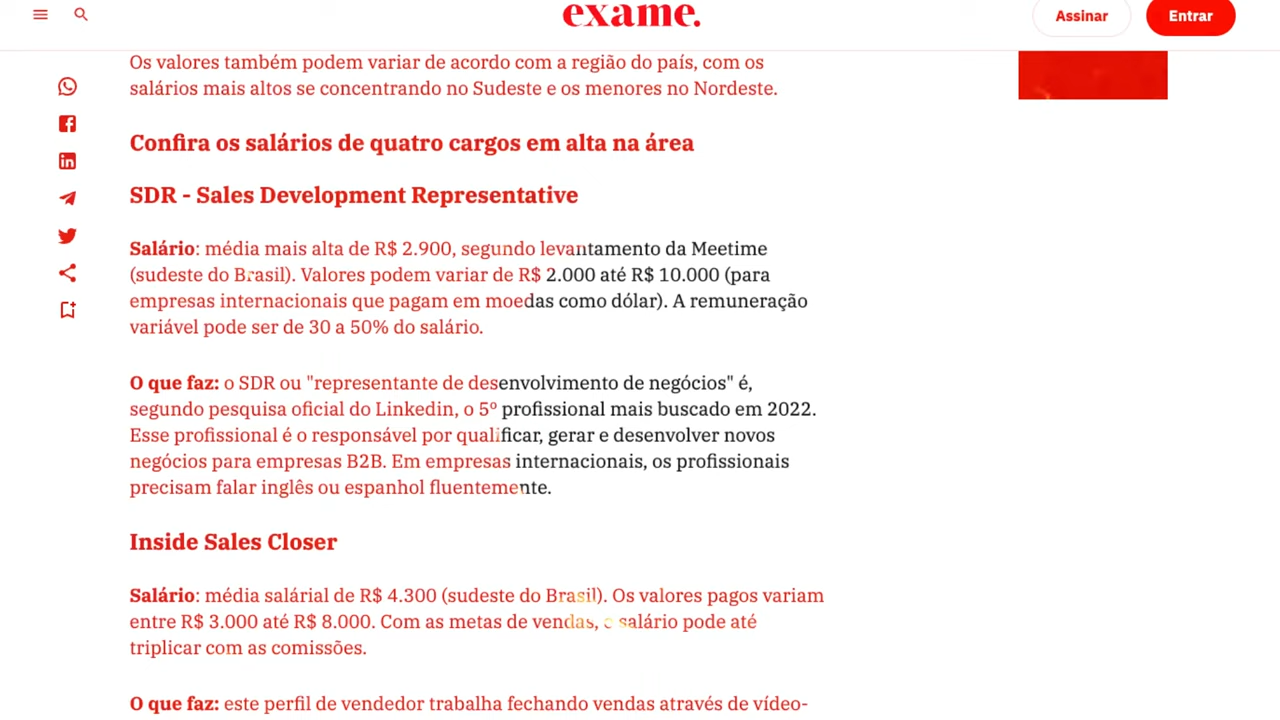 exame.
Assinar
Entrar
Os valores também podem variar de acordo com a região do país, com os
salários mais altos se concentrando no Sudeste e os menores no Nordeste.
Confira os salários de quatro cargos em alta na área
SDR - Sales Development Representative
Salário: média mais alta de R$ 2.900, segundo levantamento da Meetime
(sudeste do Brasil). Valores podem variar de R$ 2.000 até R$ 10.000 (para
empresas internacionais que pagam em moedas como dólar). A remuneração
variável pode ser de 30 a 50% do salário.
O que faz: o SDR ou "representante de desenvolvimento de negócios" é,
segundo pesquisa oficial do Linkedin, o 5º profissional mais buscado em 2022.
Esse profissional é o responsável por qualificar, gerar e desenvolver novos
negócios para empresas B2B. Em empresas internacionais, os profissionais
precisam falar inglês ou espanhol fluentemente.
Inside Sales Closer
Salário: média salárial de R$ 4.300 (sudeste do Brasil). Os valores pagos variam
entre R$ 3.000 até R$ 8.000. Com as metas de vendas, o salário pode até
triplicar com as comissões.
O que faz: este perfil de vendedor trabalha fechando vendas através de vídeo-